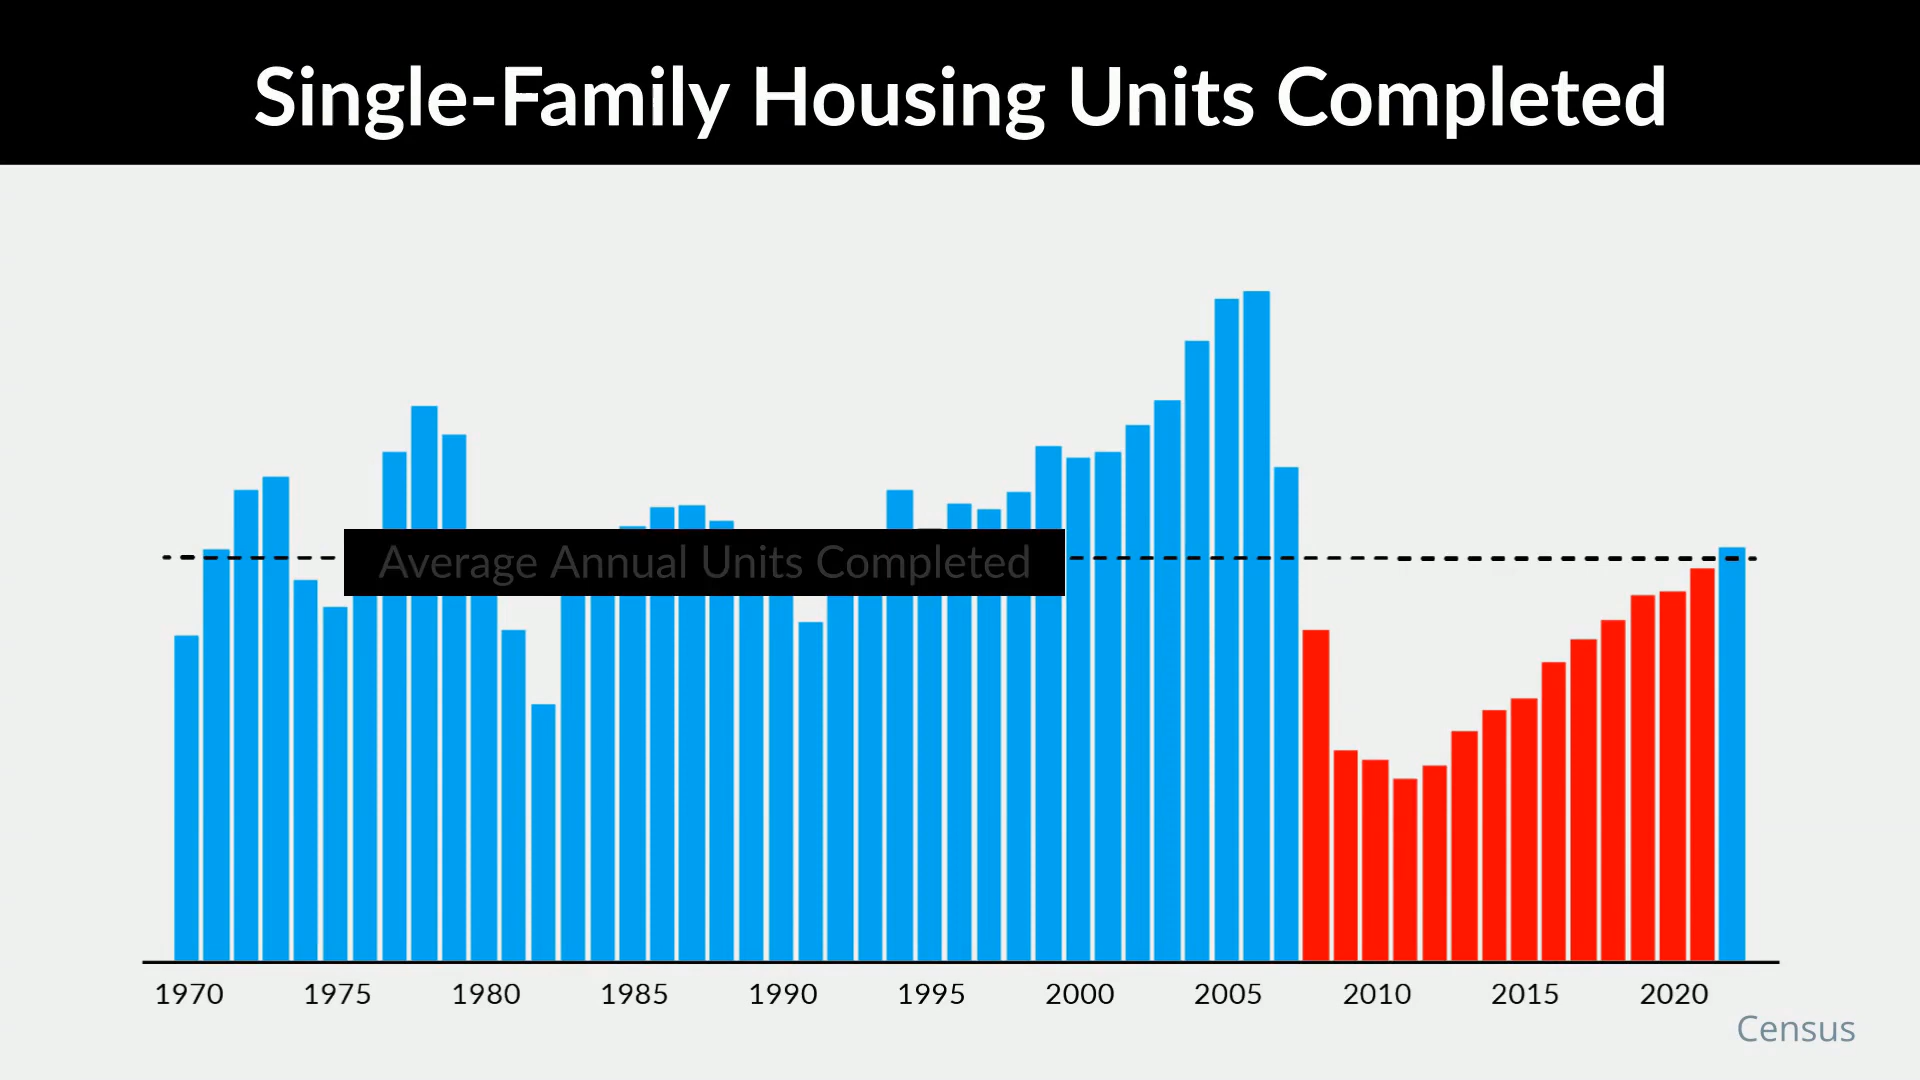 Single-Family Housing Units Completed
Average Annual Units Completed
1970 1975 1980 1985 1990 1995 2000 2005 2010 2015 2020
Census